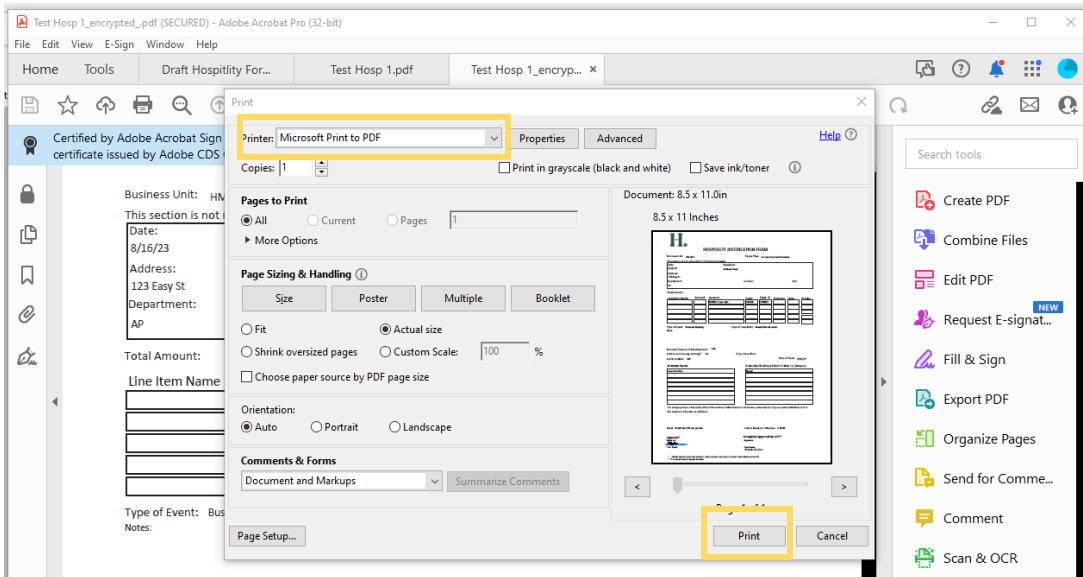 Test Hosp 1_encrypted_.pdf (SECURED) - Adobe Acrobat Pro (32-bit)
File Edit View E-Sign Window Help
Home Tools Draft Hospitlity For... Test Hosp 1.pdf Test Hosp 1_encryp... ×
Print
Certified by Adobe Acrobat Sign
certificate issued by Adobe CDS
Printer: Microsoft Print to PDF Properties Advanced Help
Copies: 1 Print in grayscale (black and white) Save ink/toner
Pages to Print
All Current Pages 1
More Options
Page Sizing & Handling
Size Poster Multiple Booklet
Fit Actual size
Shrink oversized pages Custom Scale: 100 %
Choose paper source by PDF page size
Orientation:
Auto Portrait Landscape
Comments & Forms
Document and Markups Summarize Comments
Page Setup...
Document: 8.5 x 11.0in
8.5 x 11 Inches
H.
HOSPITALITY JUSTIFICATION FORM
< >
Print Cancel
Business Unit: HM
This section is not
Date:
8/16/23
Address:
123 Easy St
Department:
AP
Total Amount:
Line Item Name
Type of Event: Bus
Notes:
Search tools
Create PDF
Combine Files
Edit PDF
NEW
Request E-signat...
Fill & Sign
Export PDF
Organize Pages
Send for Comme...
Comment
Scan & OCR